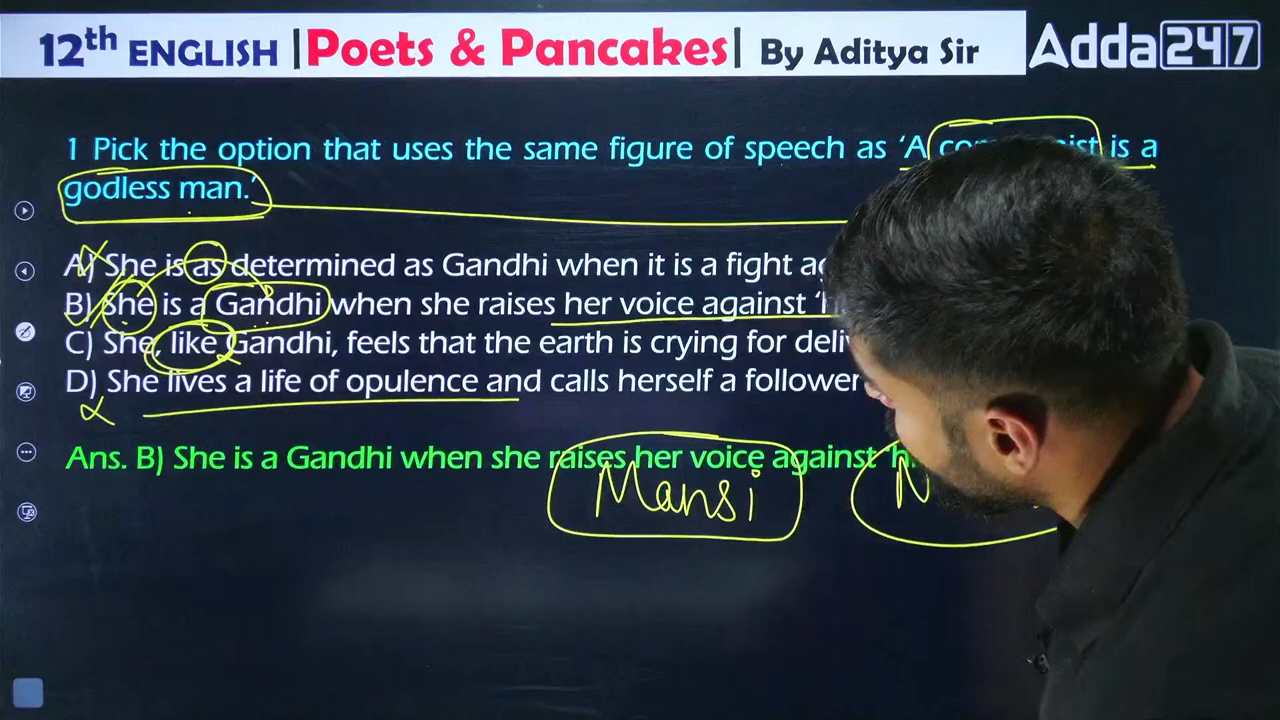 12th ENGLISH |Poets & Pancakes| By Aditya Sir Adda247
1 Pick the option that uses the same figure of speech as ‘A is a
godless man.’
A) She is as determined as Gandhi when it is a fight
B) She is a Gandhi when she raises her voice against
C) She, like Gandhi, feels that the earth is crying for
D) She lives a life of opulence and calls herself a follower
Ans. B) She is a Gandhi when she raises her voice against
Mansi